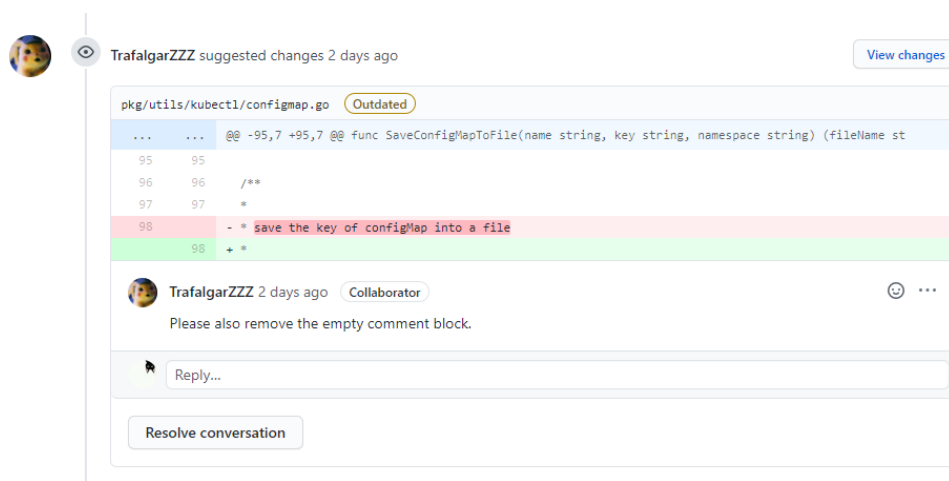 TrafalgarZZZ suggested changes 2 days ago
View changes
pkg/utils/kubectl/configmap.go Outdated
... ... @@ -95,7 +95,7 @@ func SaveConfigMapToFile(name string, key string, namespace string) (fileName st
95 95
96 96 /**
97 97 *
98 - * save the key of configMap into a file
98 + *
TrafalgarZZZ 2 days ago Collaborator
Please also remove the empty comment block.
Reply...
Resolve conversation